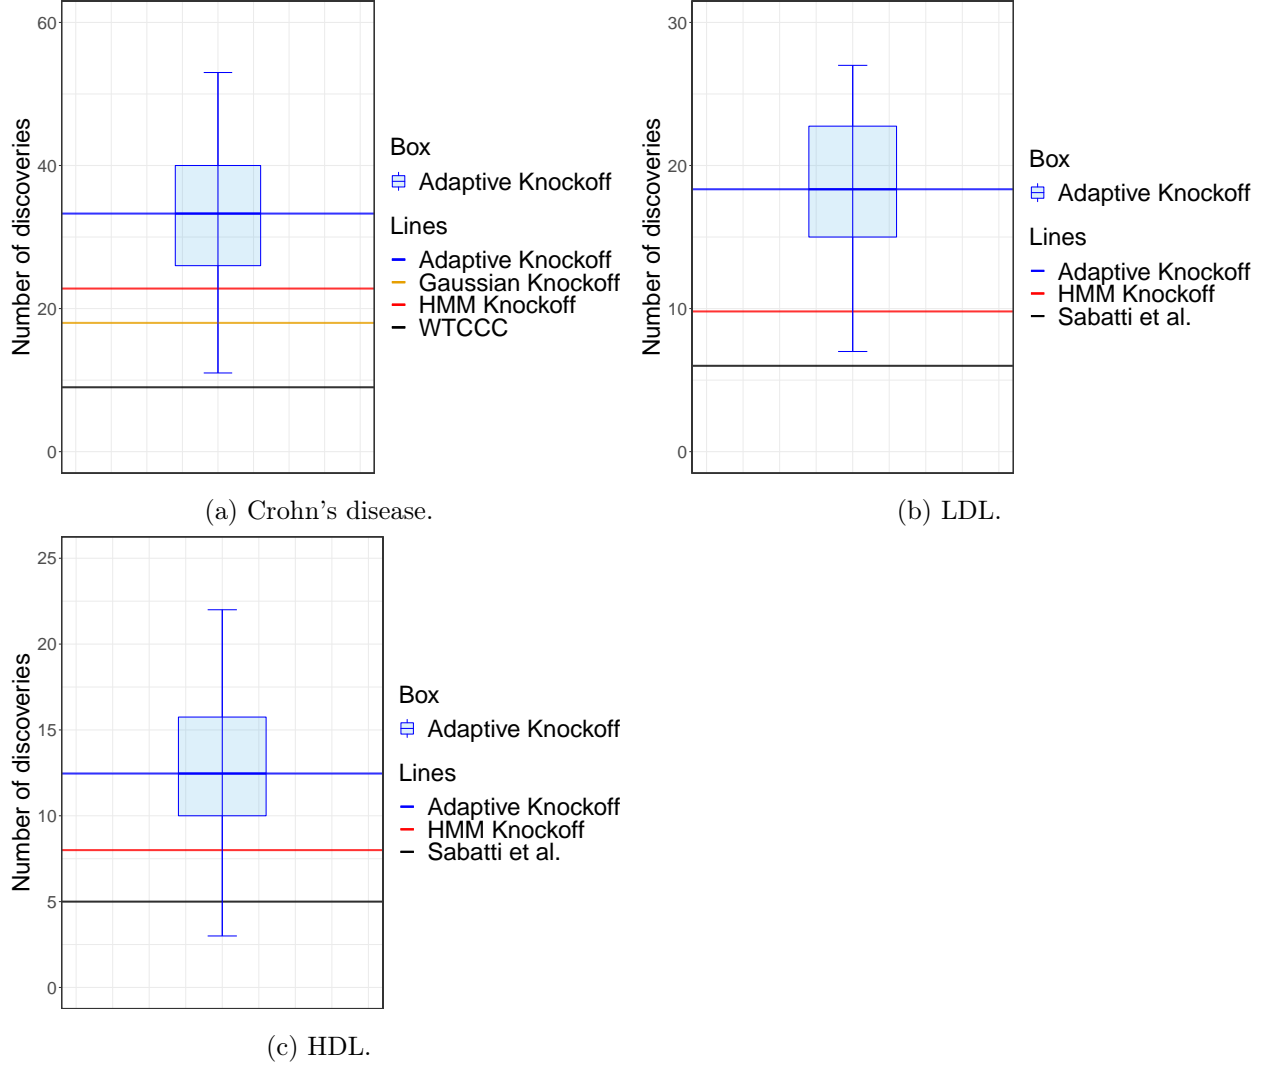 Number of discoveries
60
40
20
0
Box
Adaptive Knockoff
Lines
Adaptive Knockoff
Gaussian Knockoff
HMM Knockoff
WTCCC
(a) Crohn's disease.
Number of discoveries
30
20
10
0
Box
Adaptive Knockoff
Lines
Adaptive Knockoff
HMM Knockoff
Sabatti et al.
(b) LDL.
Number of discoveries
25
20
15
10
5
0
Box
Adaptive Knockoff
Lines
Adaptive Knockoff
HMM Knockoff
Sabatti et al.
(c) HDL.